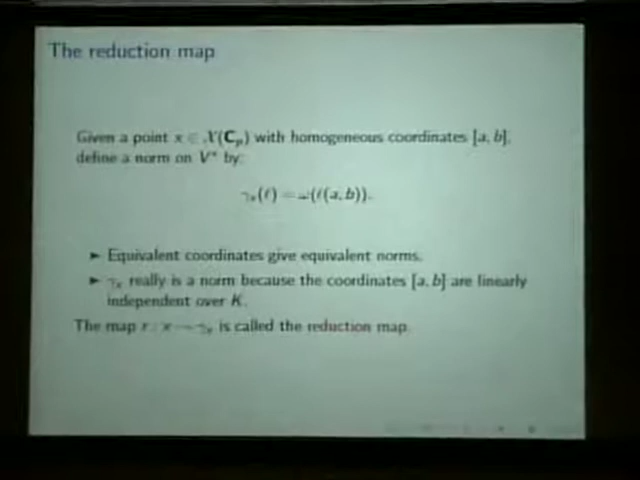 The reduction map
Given a point x ∈ 𝒳(C_p) with homogeneous coordinates [a, b],
define a norm on V* by:
γ_x(ℓ) = ω(ℓ(a, b)).
► Equivalent coordinates give equivalent norms.
► γ_x really is a norm because the coordinates [a, b] are linearly
independent over K.
The map r : x → γ_x is called the reduction map.